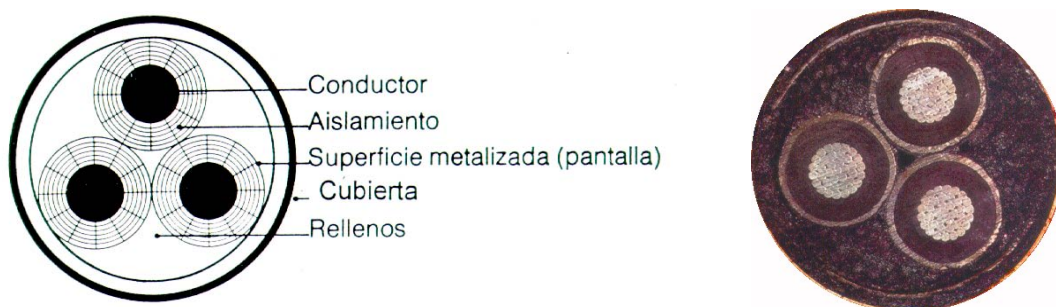 Conductor
Aislamiento
Superficie metalizada (pantalla)
Cubierta
Rellenos